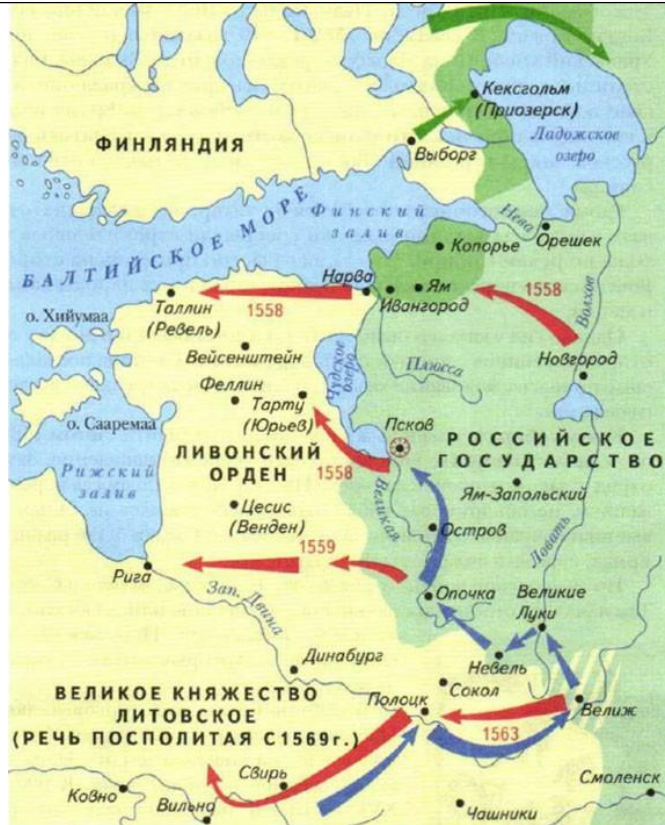 Кексгольм
(Приозерск)
Ладожское
озеро
ФИНЛЯНДИЯ
Выборг
БАЛТИЙСКОЕ МОРЕ
Финский
залив
Нева
Орешек
Копорье
Нарва
Ям
Ивангород
1558
1558
Таллин
(Ревель)
о. Хийумаа
Волхов
Вейсенштейн
Чудское
озеро
Плюсса
Новгород
Феллин
Тарту
(Юрьев)
о. Сааремаа
Псков
РОССИЙСКОЕ
ГОСУДАРСТВО
Рижский
залив
ЛИВОНСКИЙ
ОРДЕН
1558
Великая
Ям-Запольский
Цесис
(Венден)
Остров
Ловать
1559
Рига
Зап. Двина
Опочка
Великие
Луки
Невель
Динабург
Сокол
ВЕЛИКОЕ КНЯЖЕСТВО
ЛИТОВСКОЕ
(РЕЧЬ ПОСПОЛИТАЯ С 1569г.)
Полоцк
Велиж
1563
Свирь
Смоленск
Ковно
Вильно
Чашники